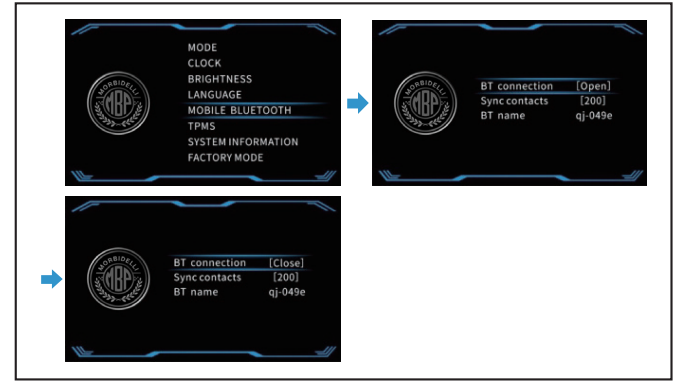 MORBIDELLI
MBP
MODE
CLOCK
BRIGHTNESS
LANGUAGE
MOBILE BLUETOOTH
TPMS
SYSTEM INFORMATION
FACTORY MODE
MORBIDELLI
MBP
BT connection [Open]
Sync contacts [200]
BT name qj-049e
MORBIDELLI
MBP
BT connection [Close]
Sync contacts [200]
BT name qj-049e